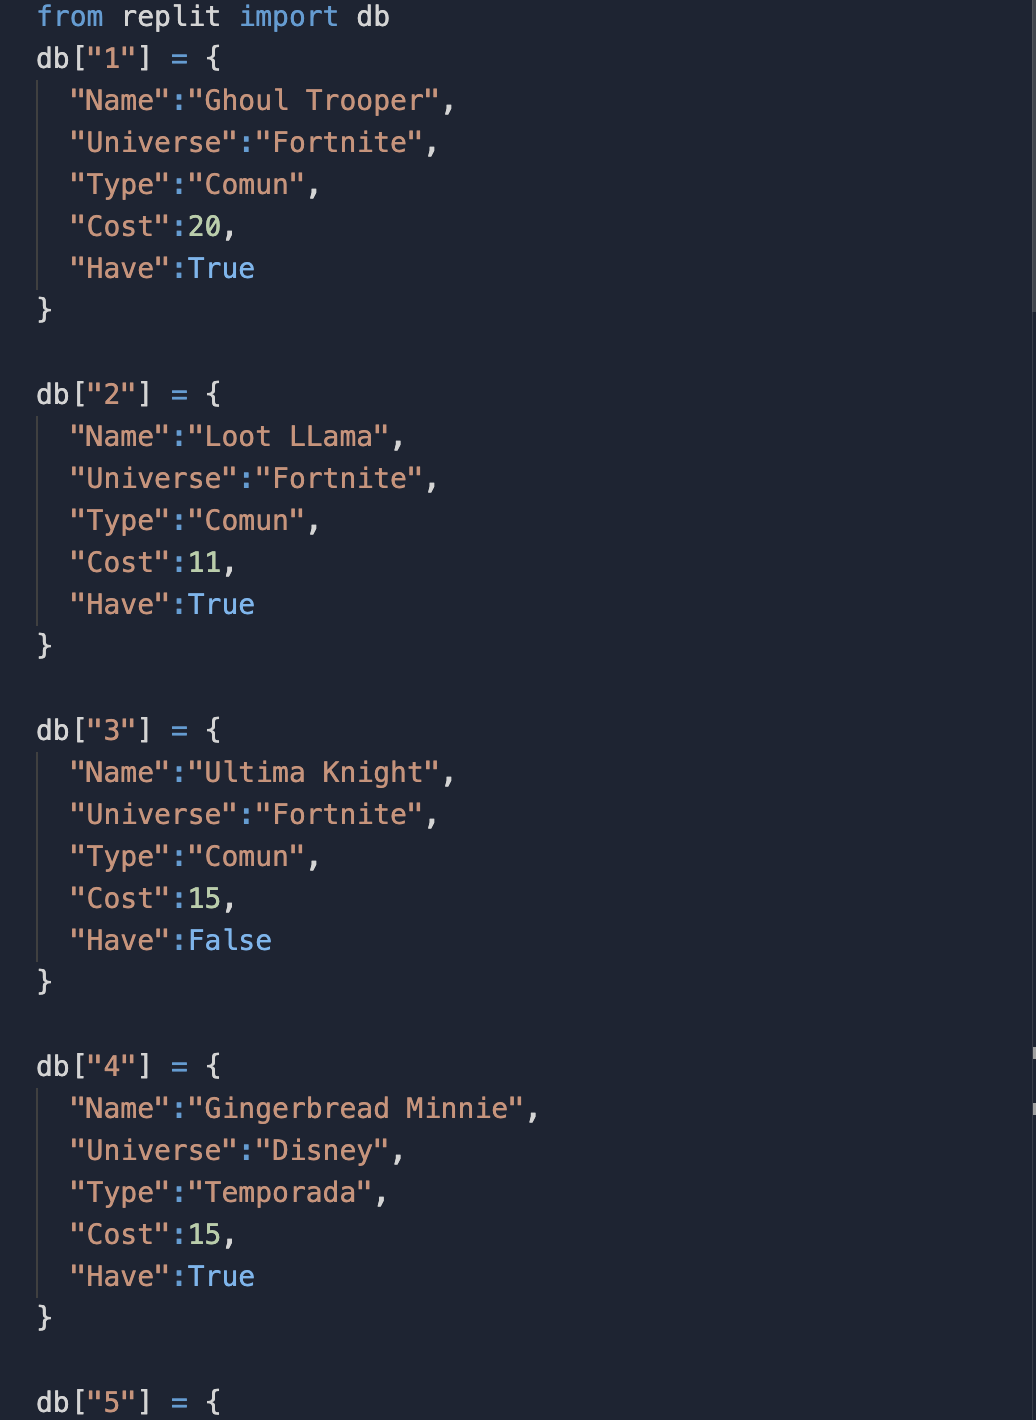 from replit import db
db["1"] = {
"Name":"Ghoul Trooper",
"Universe":"Fortnite",
"Type":"Comun",
"Cost":20,
"Have":True
}
db["2"] = {
"Name":"Loot LLama",
"Universe":"Fortnite",
"Type":"Comun",
"Cost":11,
"Have":True
}
db["3"] = {
"Name":"Ultima Knight",
"Universe":"Fortnite",
"Type":"Comun",
"Cost":15,
"Have":False
}
db["4"] = {
"Name":"Gingerbread Minnie",
"Universe":"Disney",
"Type":"Temporada",
"Cost":15,
"Have":True
}
db["5"] = {